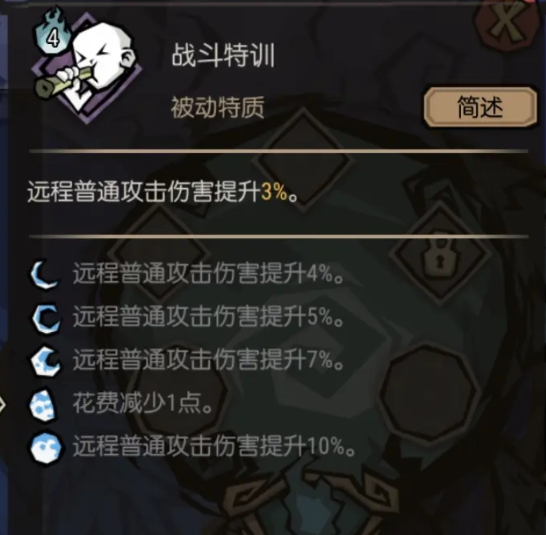 4
战斗特训
被动特质
简述
远程普通攻击伤害提升3%。
远程普通攻击伤害提升4%。
远程普通攻击伤害提升5%。
远程普通攻击伤害提升7%。
花费减少1点。
远程普通攻击伤害提升10%。